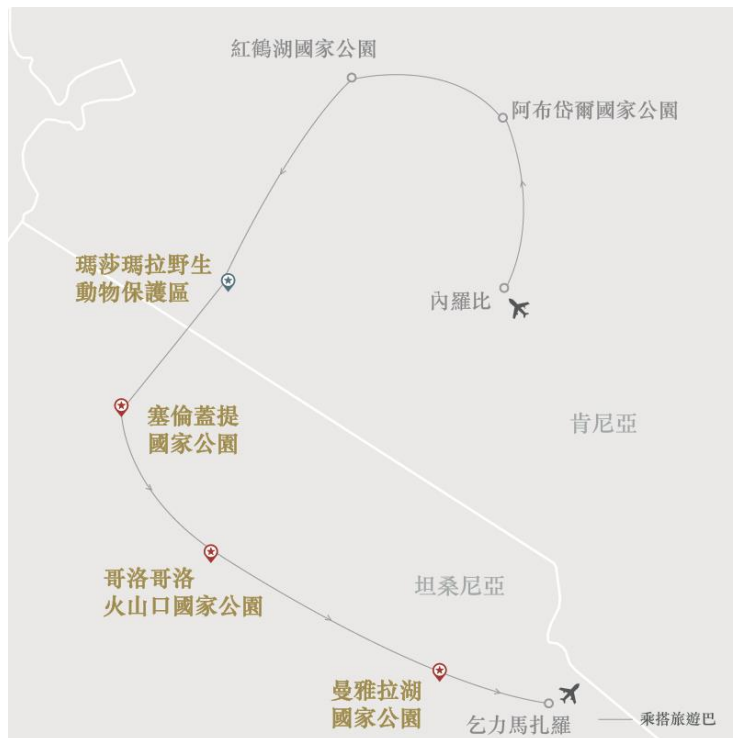 紅鶴湖國家公園
阿布岱爾國家公園
瑪莎瑪拉野生
動物保護區
內羅比
塞倫蓋提
國家公園
肯尼亞
哥洛哥洛
火山口國家公園
坦桑尼亞
曼雅拉湖
國家公園
乞力馬扎羅
乘搭旅遊巴